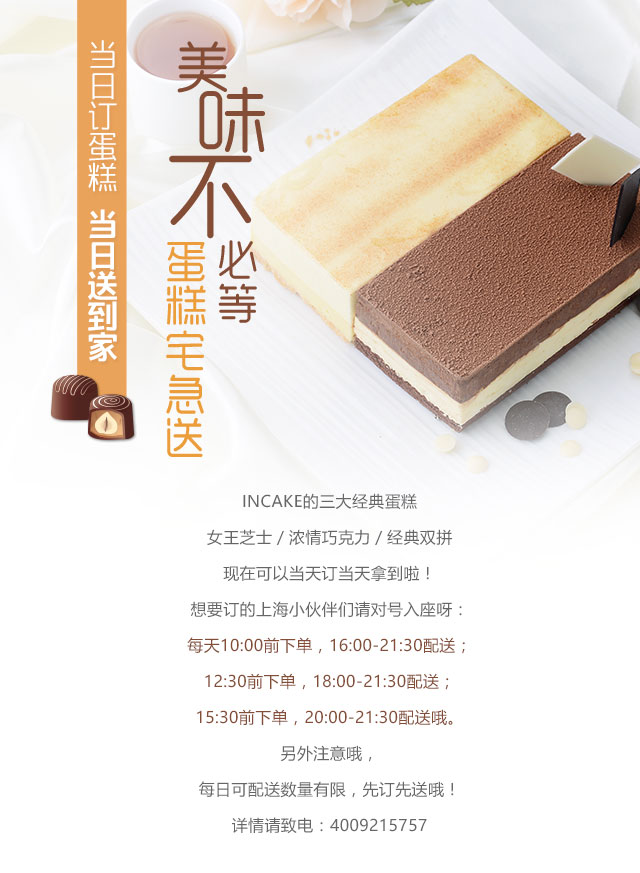 当日订蛋糕 当日送到家
美味不必等
蛋糕宅急送
INCAKE的三大经典蛋糕
女王芝士 / 浓情巧克力 / 经典双拼
现在可以当天订当天拿到啦！
想要订的上海小伙伴们请对号入座呀：
每天10:00前下单，16:00-21:30配送；
12:30前下单，18:00-21:30配送；
15:30前下单，20:00-21:30配送哦。
另外注意哦，
每日可配送数量有限，先订先送哦！
详情请致电：4009215757